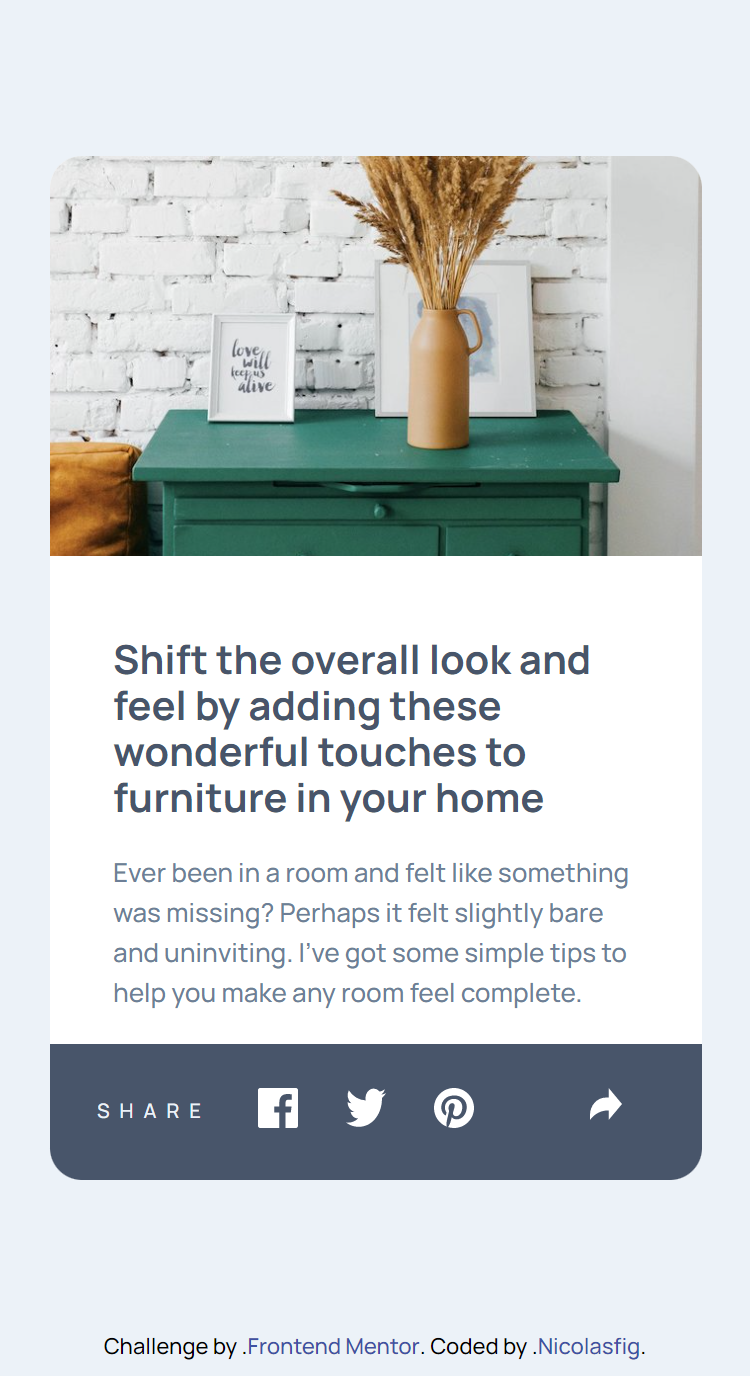 love
will
keep us
alive
Shift the overall look and
feel by adding these
wonderful touches to
furniture in your home
Ever been in a room and felt like something
was missing? Perhaps it felt slightly bare
and uninviting. I’ve got some simple tips to
help you make any room feel complete.
SHARE
Challenge by .Frontend Mentor. Coded by .Nicolasfig.